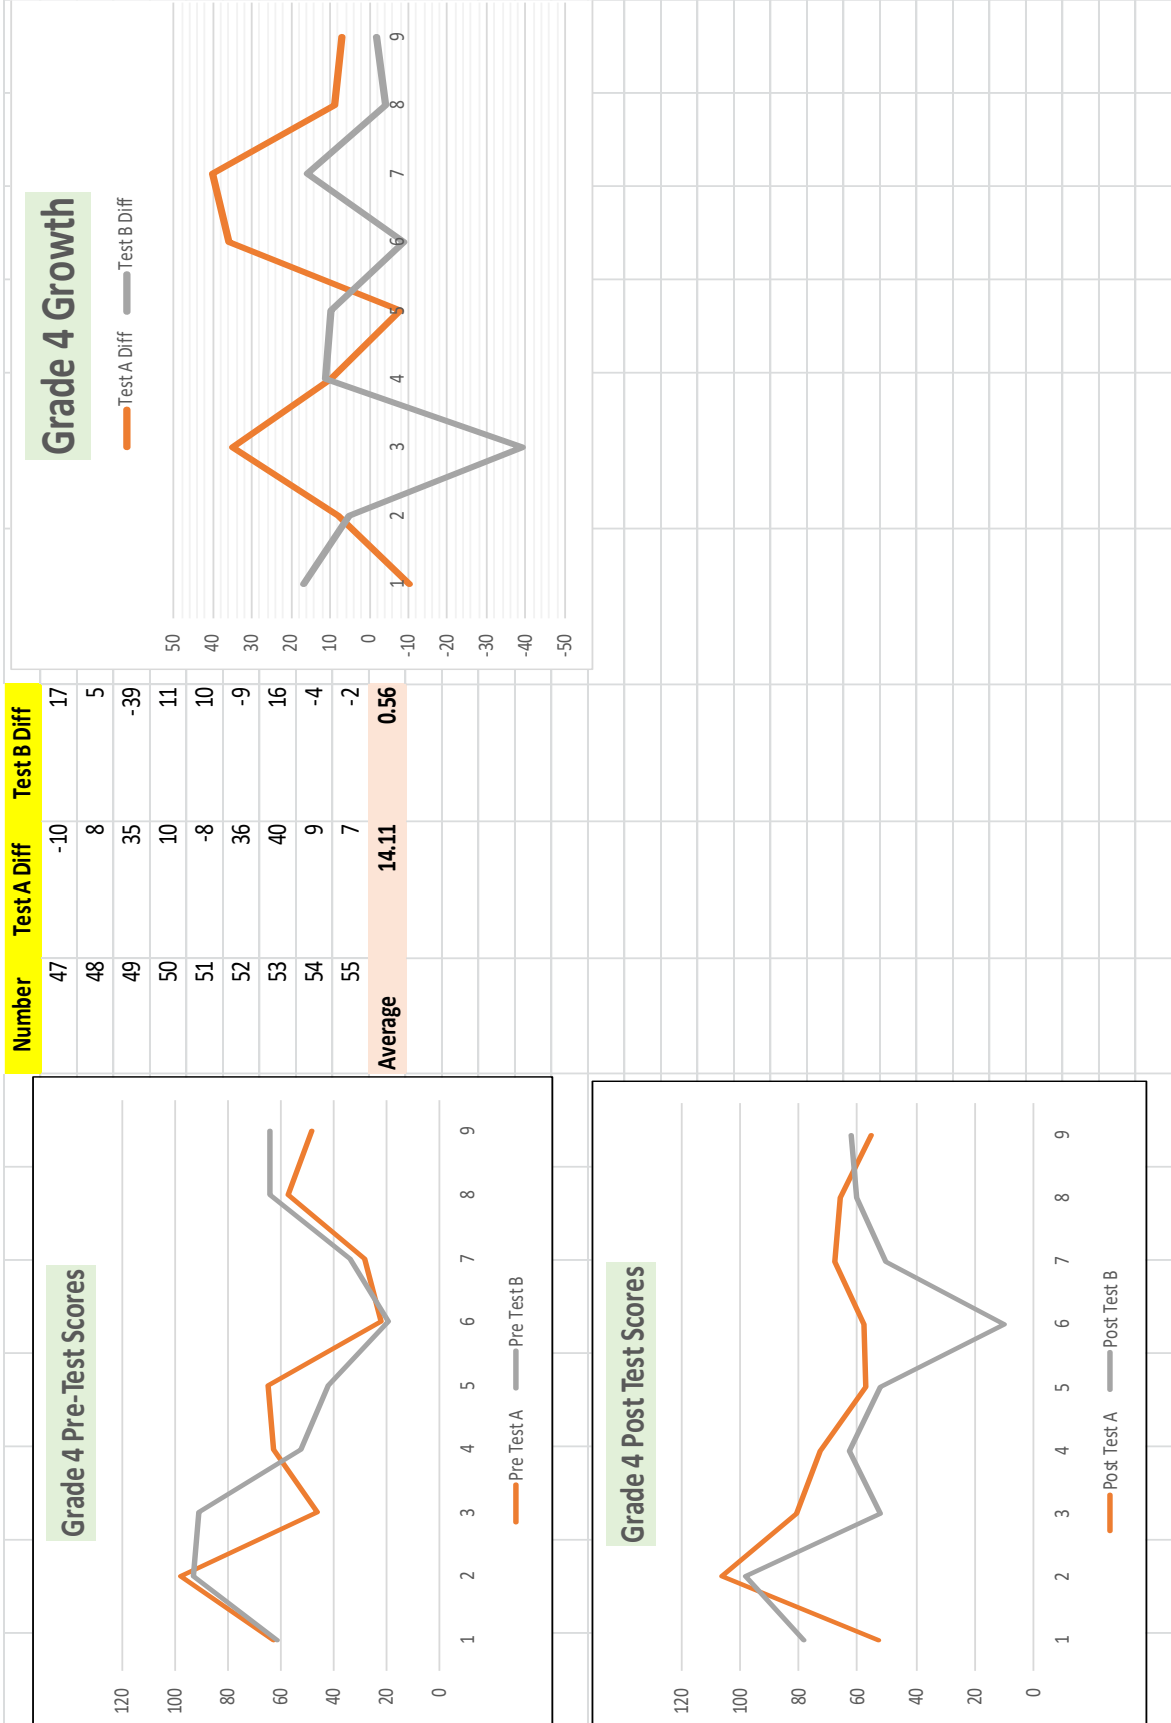 Grade 4 Pre-Test Scores
120
100
80
60
40
20
0
1 2 3 4 5 6 7 8 9
Pre Test A Pre Test B
Number Test A Diff Test B Diff
47 -10 17
48 8 5
49 35 -39
50 10 11
51 -8 10
52 36 -9
53 40 16
54 9 -4
55 7 -2
Average 14.11 0.56
Grade 4 Growth
Test A Diff Test B Diff
50
40
30
20
10
0
-10
-20
-30
-40
-50
1 2 3 4 5 6 7 8 9
Grade 4 Post Test Scores
120
100
80
60
40
20
0
1 2 3 4 5 6 7 8 9
Post Test A Post Test B